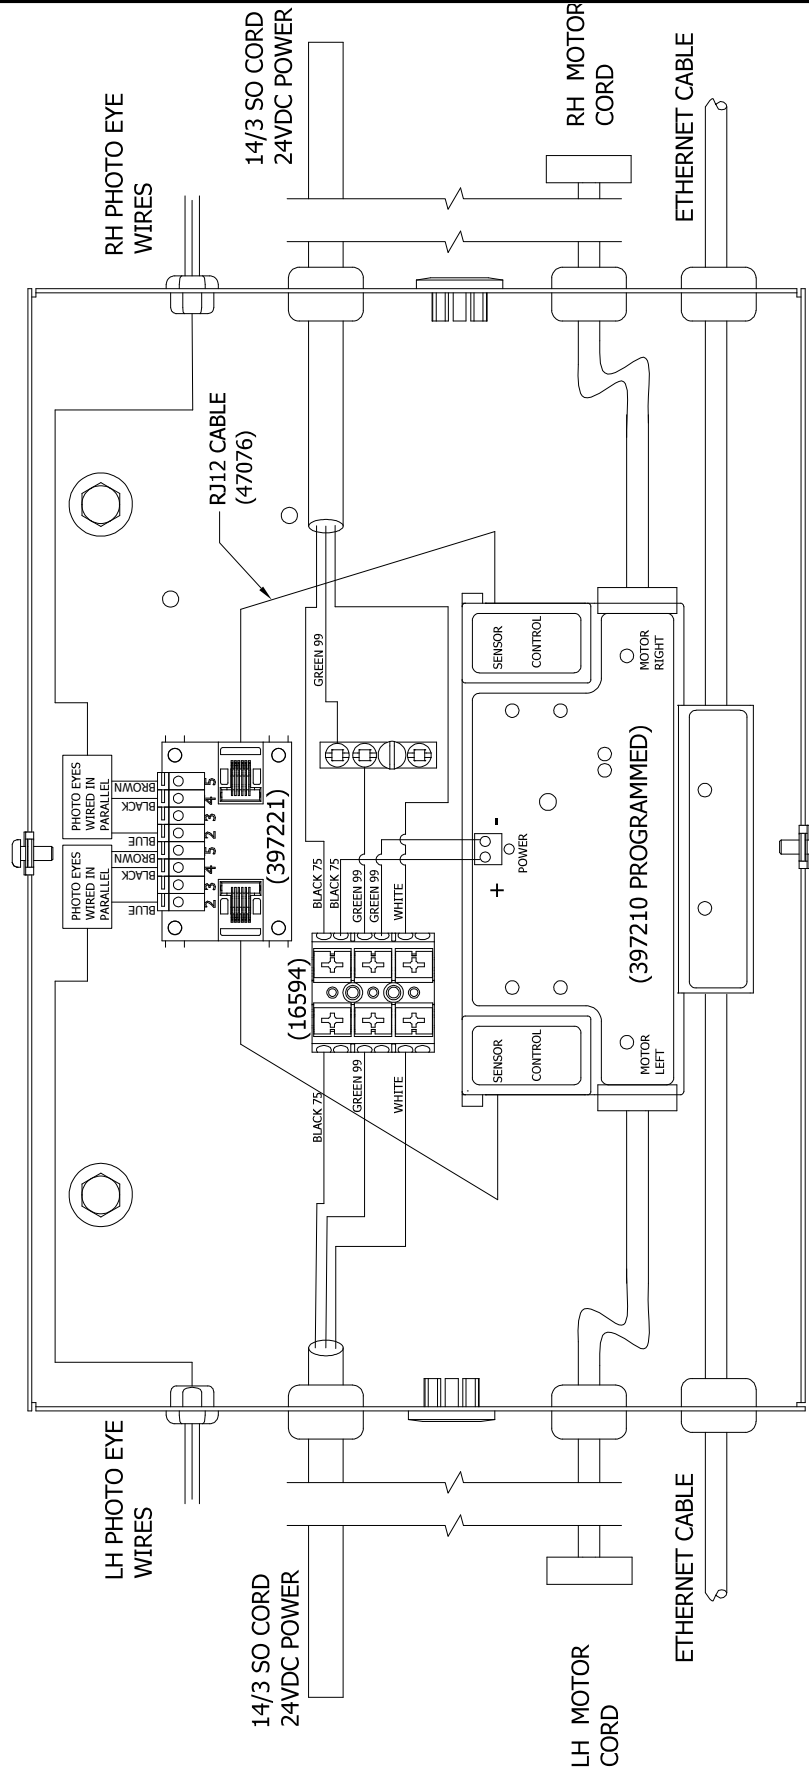 LH PHOTO EYE
WIRES
PHOTO EYES
WIRED IN
PARALLEL
PHOTO EYES
WIRED IN
PARALLEL
RH PHOTO EYE
WIRES
BLUE
BLACK
BROWN
BLUE
BLACK
BROWN
2 3 4 5 2 3 4 5
(397221)
RJ12 CABLE
(47076)
14/3 SO CORD
24VDC POWER
14/3 SO CORD
24VDC POWER
(16594)
BLACK 75
GREEN 99
WHITE
BLACK 75
BLACK 75
GREEN 99
GREEN 99
WHITE
GREEN 99
SENSOR
CONTROL
+
-
POWER
SENSOR
CONTROL
(397210 PROGRAMMED)
MOTOR
LEFT
MOTOR
RIGHT
LH MOTOR
CORD
RH MOTOR
CORD
ETHERNET CABLE
ETHERNET CABLE